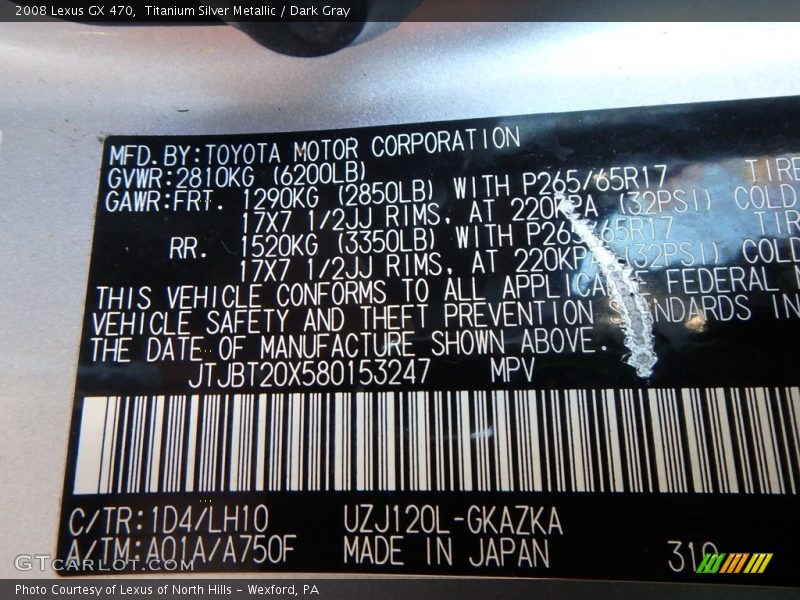 2008 Lexus GX 470,  Titanium Silver Metallic / Dark Gray
MFD.BY:TOYOTA MOTOR CORPORATION
GVWR:2810KG (6200LB)
GAWR:FRT. 1290KG (2850LB) WITH P265/65R17 TIRE
17X7 1/2JJ RIMS, AT 220KPA (32PSI) COLD
RR. 1520KG (3350LB) WITH P265/65R17 TIR
17X7 1/2JJ RIMS, AT 220KPA (32PSI) COLD
THIS VEHICLE CONFORMS TO ALL FEDERAL
VEHICLE SAFETY AND THEFT PREVENTION STANDARDS IN
THE DATE OF MANUFACTURE SHOWN ABOVE.
JTJBT20X580153247 MPV
C/TR:1D4/LH10 UZJ120L-GKAZKA
A/TM:A01A/A750F MADE IN JAPAN 310
GTCARLOT.COM
Photo Courtesy of Lexus of North Hills - Wexford, PA